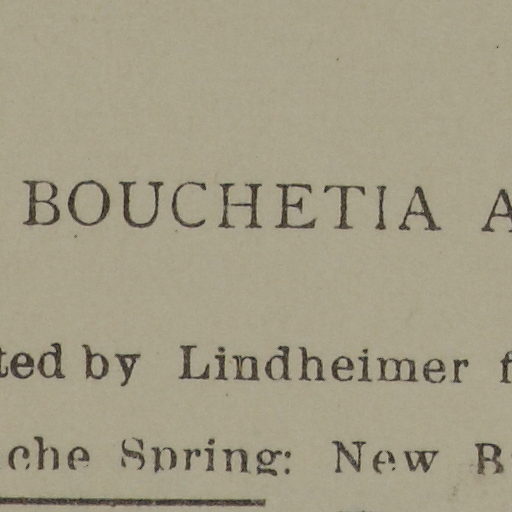 BOUCHETIA A
ted by Lindheimer f
che Spring: New B